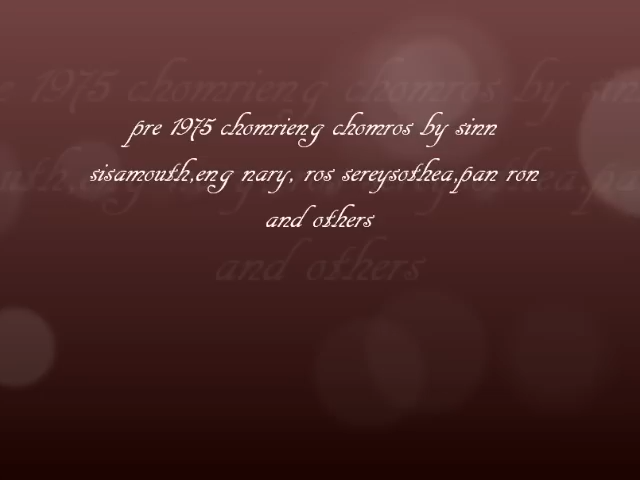 pre 1975 chomrieng chomros by sinn
sisamouth,eng nary, ros sereysothea,pan ron
and others